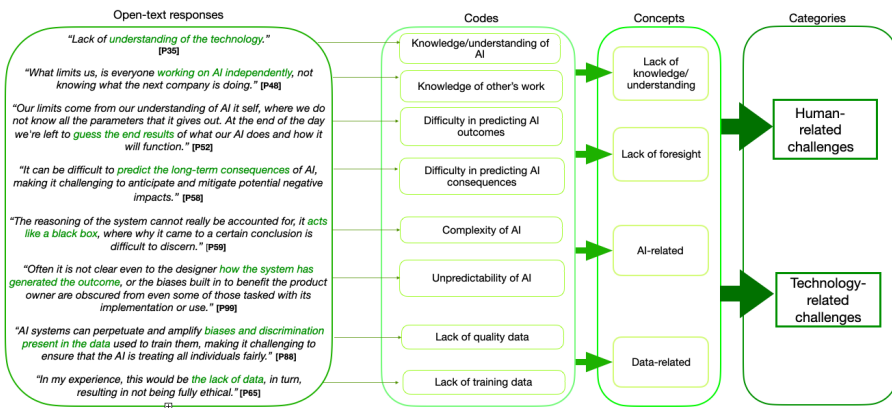 Open-text responses
Codes
Concepts
Categories
“Lack of understanding of the technology.”
[P35]
“What limits us, is everyone working on AI independently, not
knowing what the next company is doing.” [P48]
“Our limits come from our understanding of AI it self, where we do
not know all the parameters that it gives out. At the end of the day
we're left to guess the end results of what our AI does and how it
will function.”
[P52]
“It can be difficult to predict the long-term consequences of AI,
making it challenging to anticipate and mitigate potential negative
impacts.” [P58]
“The reasoning of the system cannot really be accounted for, it acts
like a black box, where why it came to a certain conclusion is
difficult to discern.” [P59]
“Often it is not clear even to the designer how the system has
generated the outcome, or the biases built in to benefit the product
owner are obscured from even some of those tasked with its
implementation or use.” [P99]
“AI systems can perpetuate and amplify biases and discrimination
present in the data used to train them, making it challenging to
ensure that the AI is treating all individuals fairly.” [P88]
“In my experience, this would be the lack of data, in turn,
resulting in not being fully ethical.” [P65]
Knowledge/understanding of
AI
Knowledge of other's work
Difficulty in predicting AI
outcomes
Difficulty in predicting AI
consequences
Complexity of AI
Unpredictability of AI
Lack of quality data
Lack of training data
Lack of
knowledge/
understanding
Lack of foresight
AI-related
Data-related
Human-
related
challenges
Technology-
related
challenges